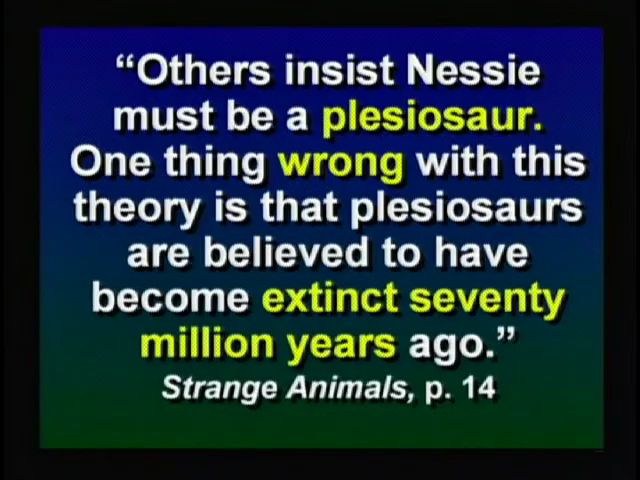 “Others insist Nessie
must be a plesiosaur.
One thing wrong with this
theory is that plesiosaurs
are believed to have
become extinct seventy
million years ago.”
Strange Animals, p. 14